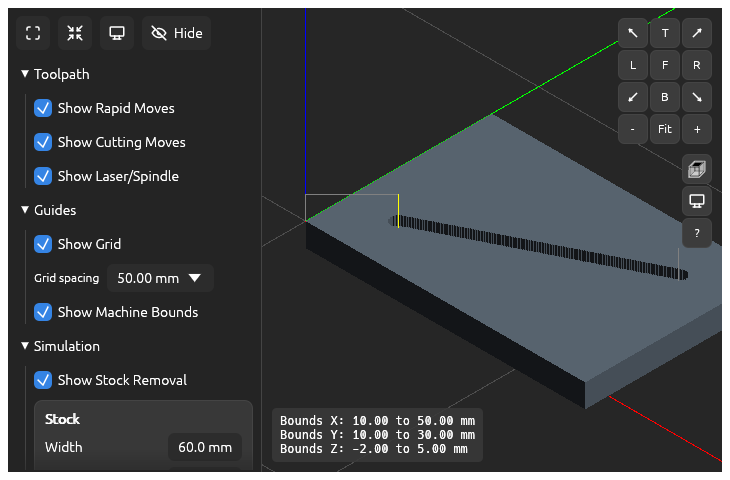 Hide
Toolpath
Show Rapid Moves
Show Cutting Moves
Show Laser/Spindle
Guides
Show Grid
Grid spacing 50.00 mm
Show Machine Bounds
Simulation
Show Stock Removal
Stock
Width 60.0 mm
T
L F R
B
- Fit +
?
Bounds X: 10.00 to 50.00 mm
Bounds Y: 10.00 to 30.00 mm
Bounds Z: -2.00 to 5.00 mm